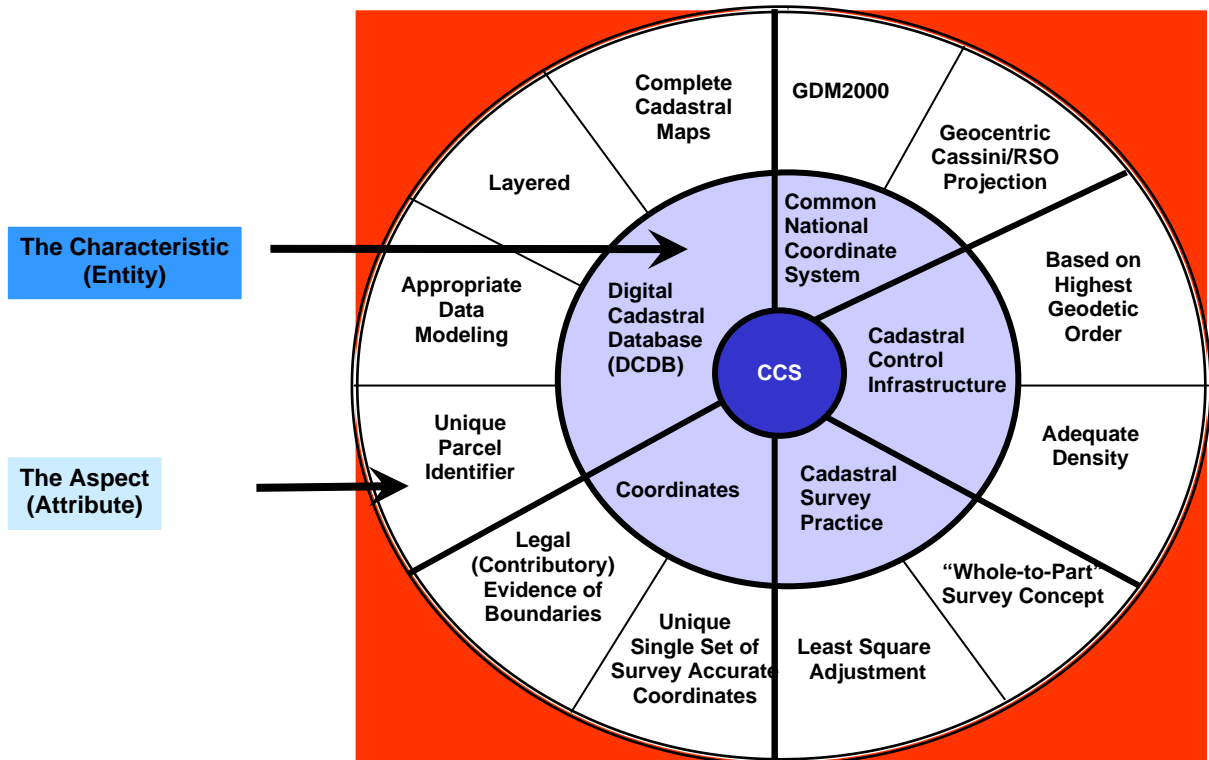 Complete
Cadastral
Maps
GDM2000
Geocentric
Cassini/RSO
Projection
Layered
Common
National
Coordinate
System
The Characteristic
(Entity)
Appropriate
Data
Modeling
Digital
Cadastral
Database
(DCDB)
CCS
Cadastral
Control
Infrastructure
Based on
Highest
Geodetic
Order
Unique
Parcel
Identifier
The Aspect
(Attribute)
Coordinates
Cadastral
Survey
Practice
Adequate
Density
Legal
(Contributory)
Evidence of
Boundaries
Unique
Single Set of
Survey Accurate
Coordinates
Least Square
Adjustment
“Whole-to-Part”
Survey Concept